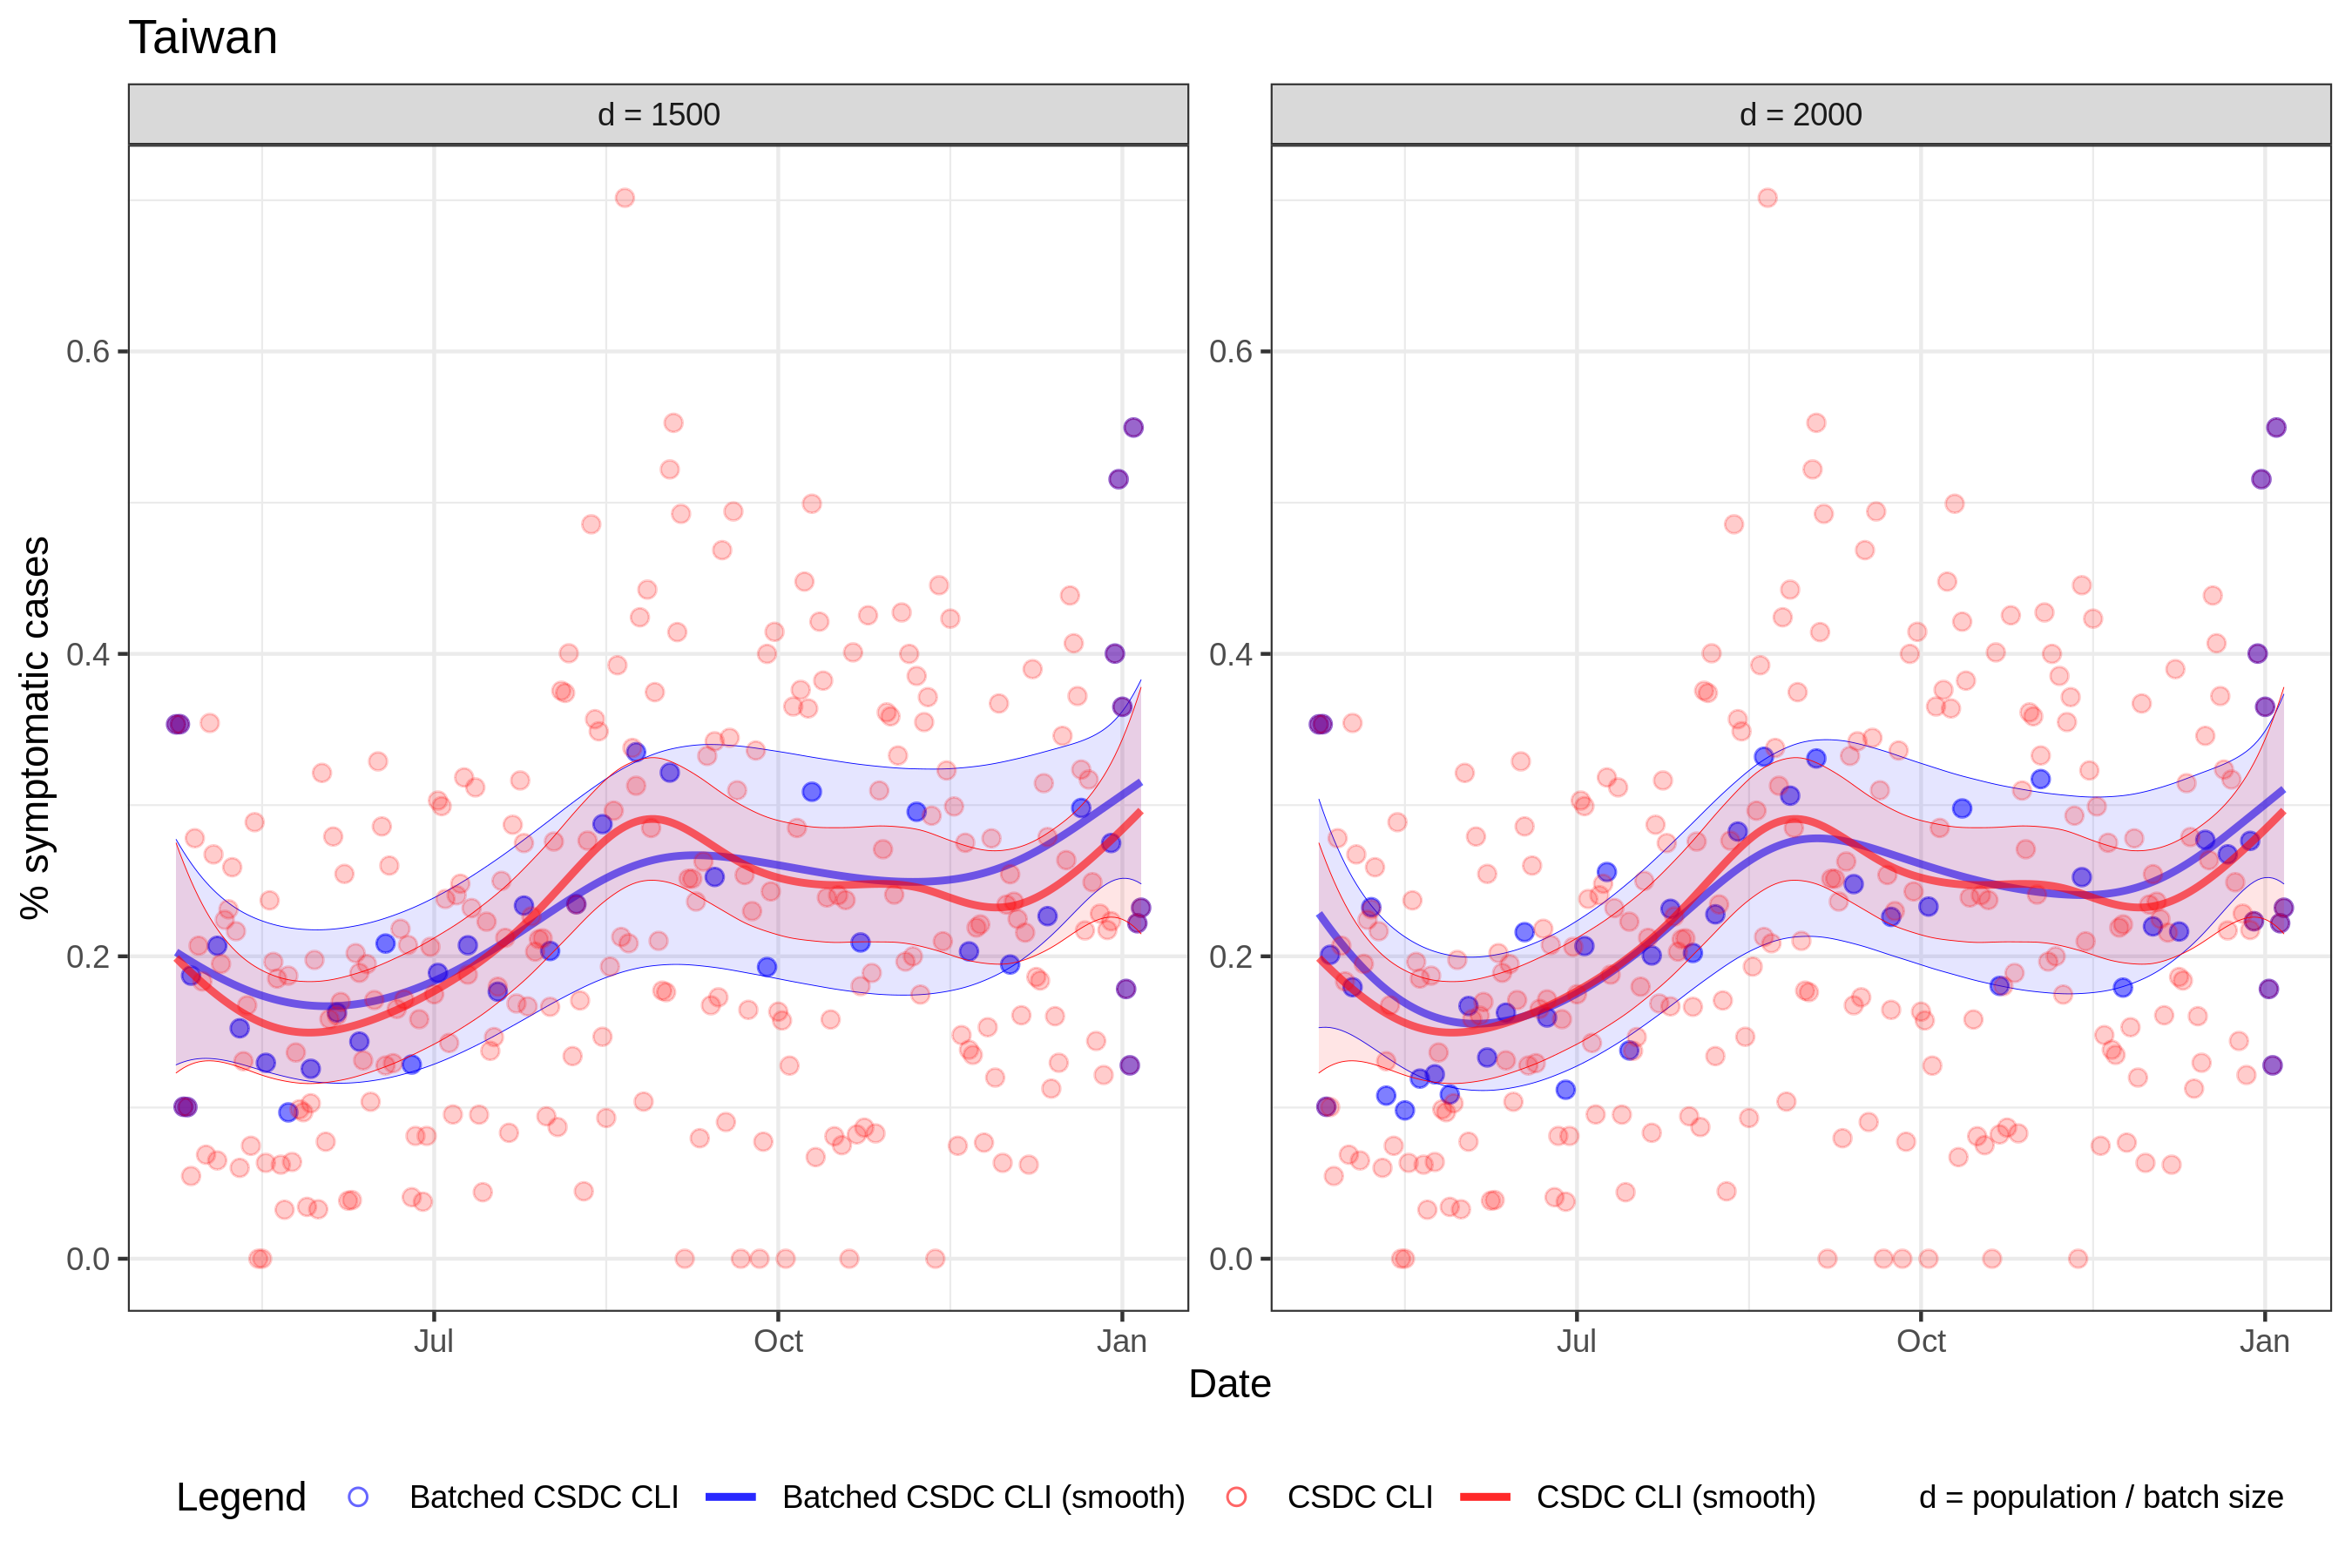 Taiwan
d = 1500
d = 2000
% symptomatic cases
0.6
0.4
0.2
0.0
0.6
0.4
0.2
0.0
Jul
Oct
Jan
Jul
Oct
Jan
Date
Legend
Batched CSDC CLI
Batched CSDC CLI (smooth)
CSDC CLI
CSDC CLI (smooth)
d = population / batch size